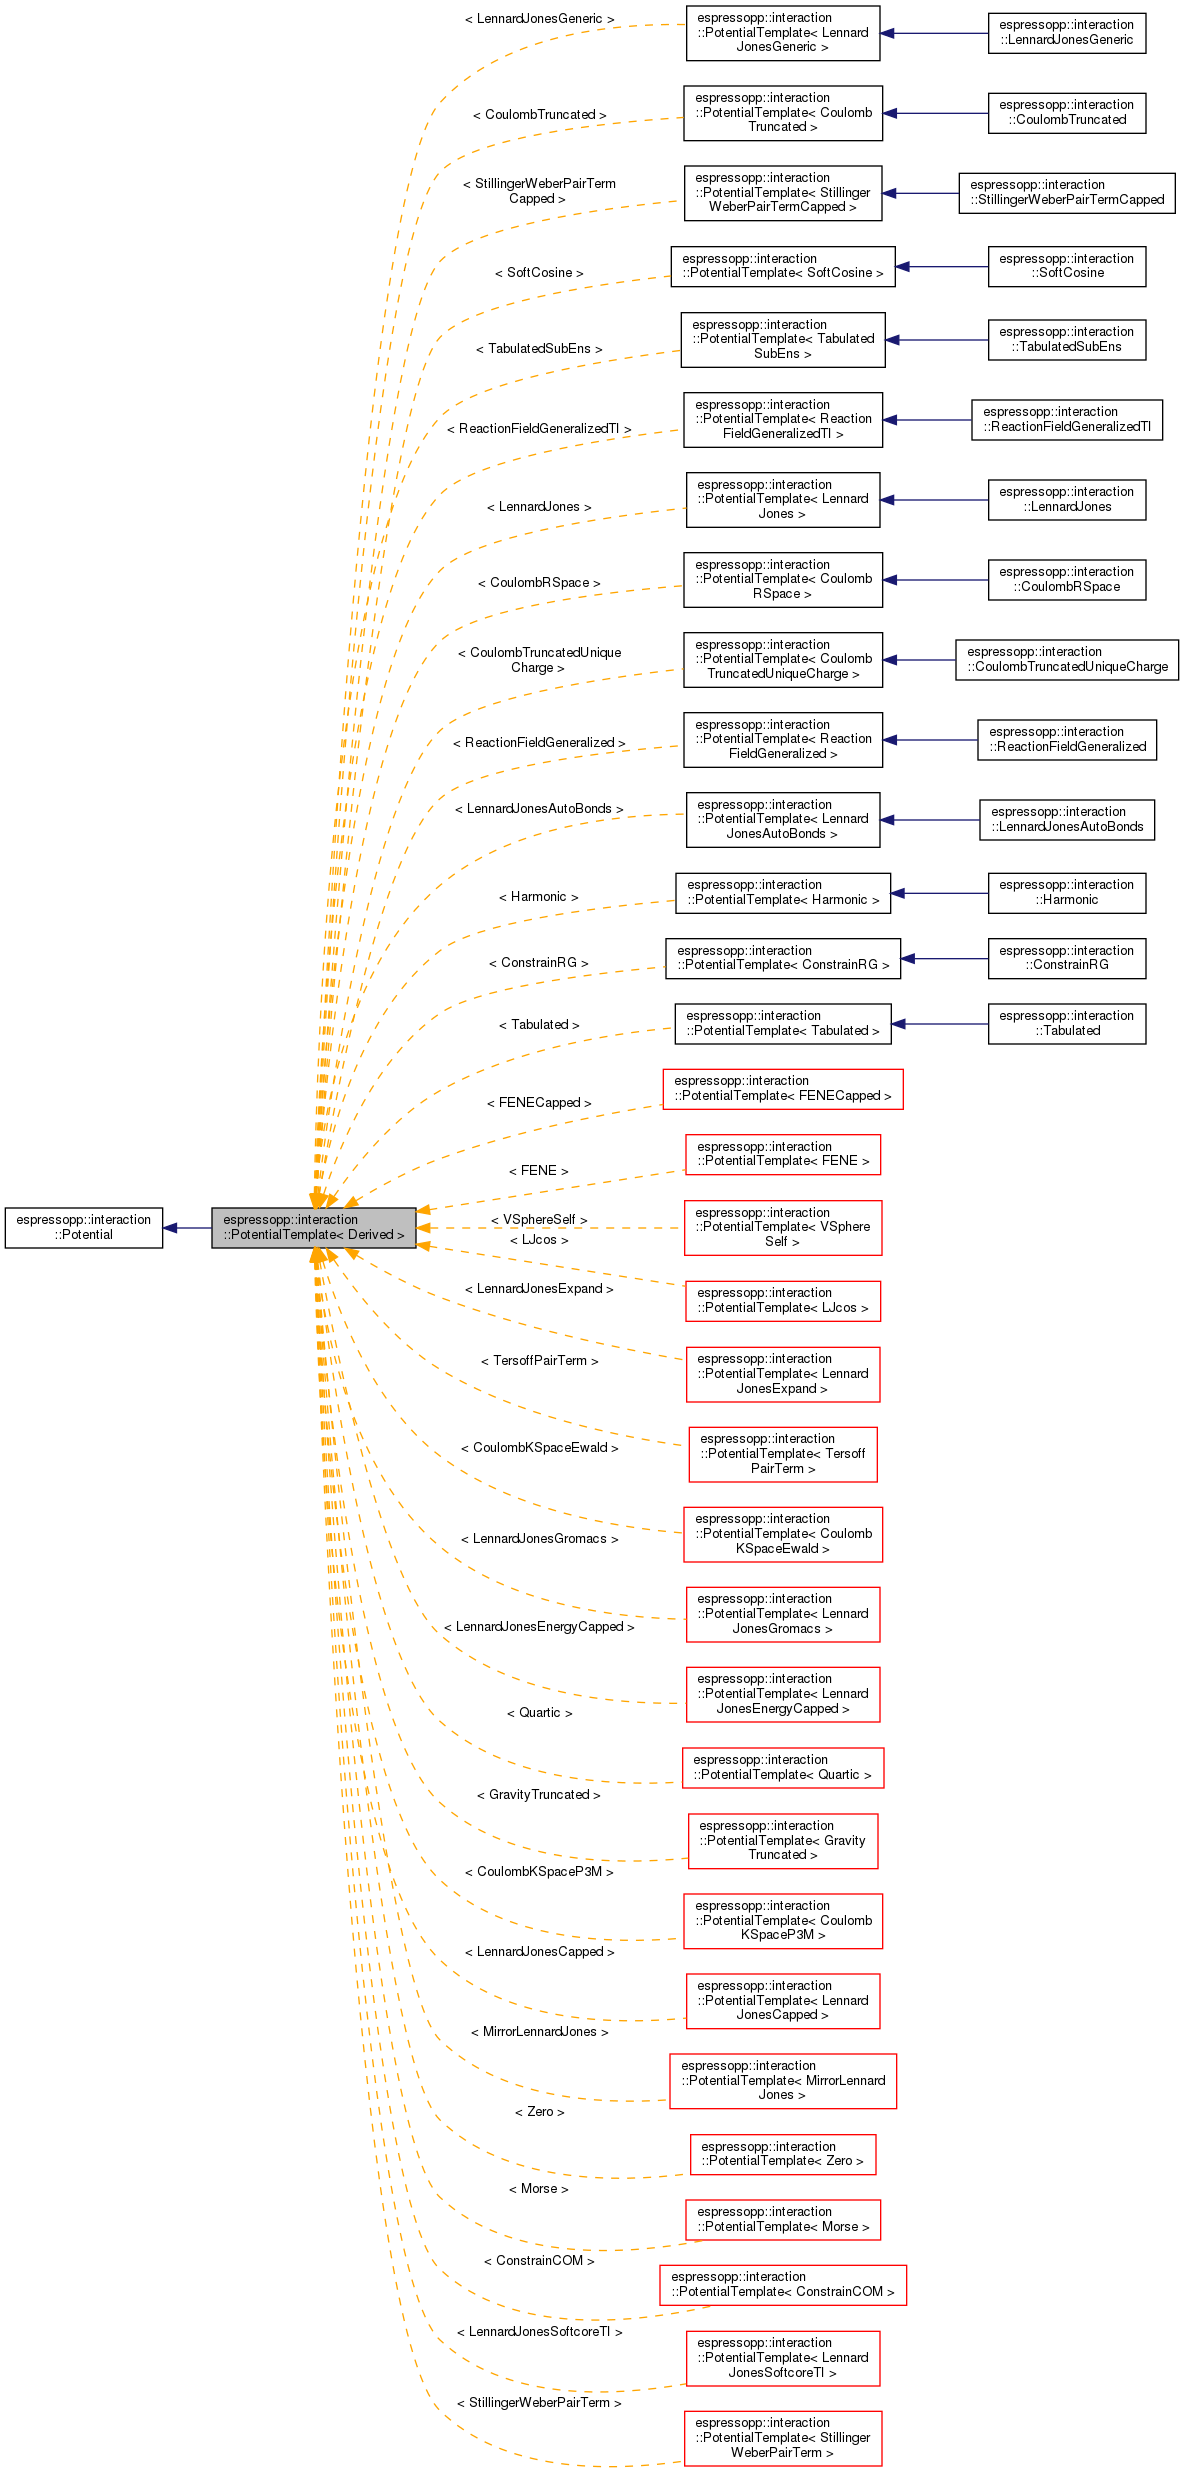 < LennardJonesGeneric >
espressopp::interaction
::PotentialTemplate< Lennard
JonesGeneric >
espressopp::interaction
::LennardJonesGeneric
< CoulombTruncated >
espressopp::interaction
::PotentialTemplate< Coulomb
Truncated >
espressopp::interaction
::CoulombTruncated
< StillingerWeberPairTerm
Capped >
espressopp::interaction
::PotentialTemplate< Stillinger
WeberPairTermCapped >
espressopp::interaction
::StillingerWeberPairTermCapped
< SoftCosine >
espressopp::interaction
::PotentialTemplate< SoftCosine >
espressopp::interaction
::SoftCosine
< TabulatedSubEns >
espressopp::interaction
::PotentialTemplate< Tabulated
SubEns >
espressopp::interaction
::TabulatedSubEns
< ReactionFieldGeneralizedTI >
espressopp::interaction
::PotentialTemplate< Reaction
FieldGeneralizedTI >
espressopp::interaction
::ReactionFieldGeneralizedTI
< LennardJones >
espressopp::interaction
::PotentialTemplate< Lennard
Jones >
espressopp::interaction
::LennardJones
< CoulombRSpace >
espressopp::interaction
::PotentialTemplate< Coulomb
RSpace >
espressopp::interaction
::CoulombRSpace
< CoulombTruncatedUnique
Charge >
espressopp::interaction
::PotentialTemplate< Coulomb
TruncatedUniqueCharge >
espressopp::interaction
::CoulombTruncatedUniqueCharge
< ReactionFieldGeneralized >
espressopp::interaction
::PotentialTemplate< Reaction
FieldGeneralized >
espressopp::interaction
::ReactionFieldGeneralized
< LennardJonesAutoBonds >
espressopp::interaction
::PotentialTemplate< Lennard
JonesAutoBonds >
espressopp::interaction
::LennardJonesAutoBonds
< Harmonic >
espressopp::interaction
::PotentialTemplate< Harmonic >
espressopp::interaction
::Harmonic
< ConstrainRG >
espressopp::interaction
::PotentialTemplate< ConstrainRG >
espressopp::interaction
::ConstrainRG
< Tabulated >
espressopp::interaction
::PotentialTemplate< Tabulated >
espressopp::interaction
::Tabulated
< FENECapped >
espressopp::interaction
::PotentialTemplate< FENECapped >
< FENE >
espressopp::interaction
::PotentialTemplate< FENE >
espressopp::interaction
::Potential
espressopp::interaction
::PotentialTemplate< Derived >
< VSphereSelf >
espressopp::interaction
::PotentialTemplate< VSphere
Self >
< LJcos >
espressopp::interaction
::PotentialTemplate< LJcos >
< LennardJonesExpand >
espressopp::interaction
::PotentialTemplate< Lennard
JonesExpand >
< TersoffPairTerm >
espressopp::interaction
::PotentialTemplate< Tersoff
PairTerm >
< CoulombKSpaceEwald >
espressopp::interaction
::PotentialTemplate< Coulomb
KSpaceEwald >
< LennardJonesGromacs >
espressopp::interaction
::PotentialTemplate< Lennard
JonesGromacs >
< LennardJonesEnergyCapped >
espressopp::interaction
::PotentialTemplate< Lennard
JonesEnergyCapped >
< Quartic >
espressopp::interaction
::PotentialTemplate< Quartic >
< GravityTruncated >
espressopp::interaction
::PotentialTemplate< Gravity
Truncated >
< CoulombKSpaceP3M >
espressopp::interaction
::PotentialTemplate< Coulomb
KSpaceP3M >
< LennardJonesCapped >
espressopp::interaction
::PotentialTemplate< Lennard
JonesCapped >
< MirrorLennardJones >
espressopp::interaction
::PotentialTemplate< MirrorLennard
Jones >
< Zero >
espressopp::interaction
::PotentialTemplate< Zero >
< Morse >
espressopp::interaction
::PotentialTemplate< Morse >
< ConstrainCOM >
espressopp::interaction
::PotentialTemplate< ConstrainCOM >
< LennardJonesSoftcoreTI >
espressopp::interaction
::PotentialTemplate< Lennard
JonesSoftcoreTI >
< StillingerWeberPairTerm >
espressopp::interaction
::PotentialTemplate< Stillinger
WeberPairTerm >